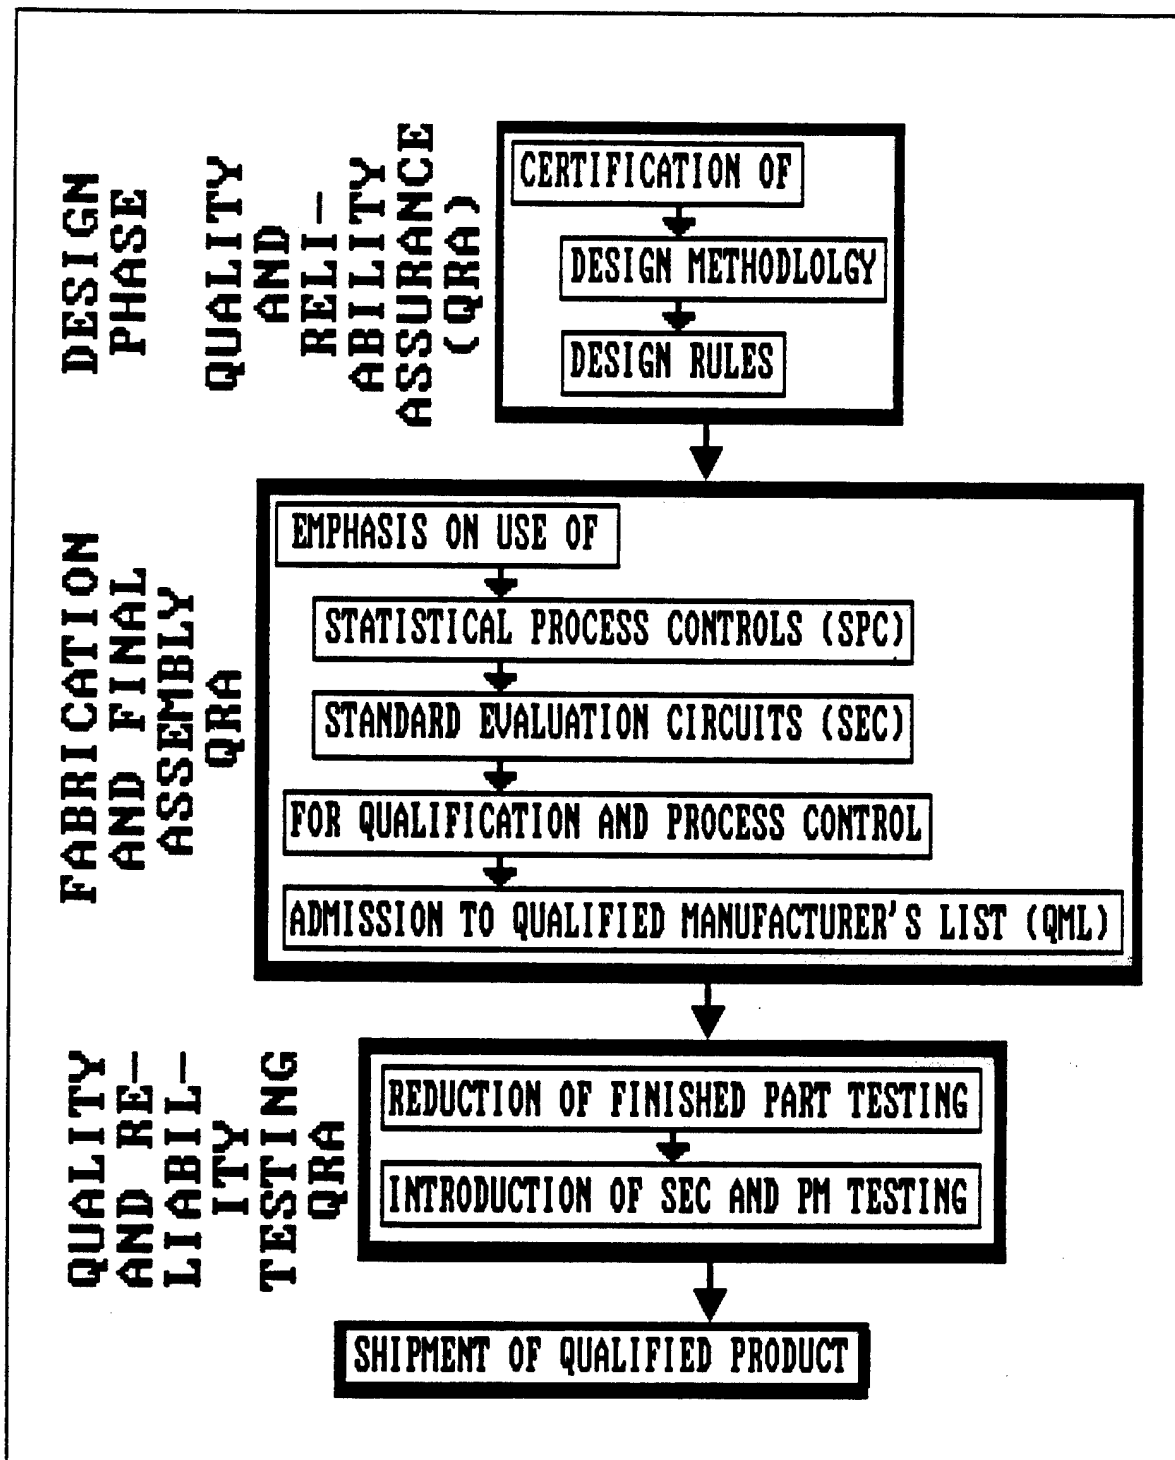 DESIGN
PHASE
QUALITY
AND
RELI-
ABILITY
ASSURANCE
(QRA)
CERTIFICATION OF
DESIGN METHODLOLGY
DESIGN RULES
FABRICATION
AND FINAL
ASSEMBLY
QRA
EMPHASIS ON USE OF
STATISTICAL PROCESS CONTROLS (SPC)
STANDARD EVALUATION CIRCUITS (SEC)
FOR QUALIFICATION AND PROCESS CONTROL
ADMISSION TO QUALIFIED MANUFACTURER'S LIST (QML)
QUALITY
AND RE-
LIABIL-
ITY
TESTING
QRA
REDUCTION OF FINISHED PART TESTING
INTRODUCTION OF SEC AND PM TESTING
SHIPMENT OF QUALIFIED PRODUCT